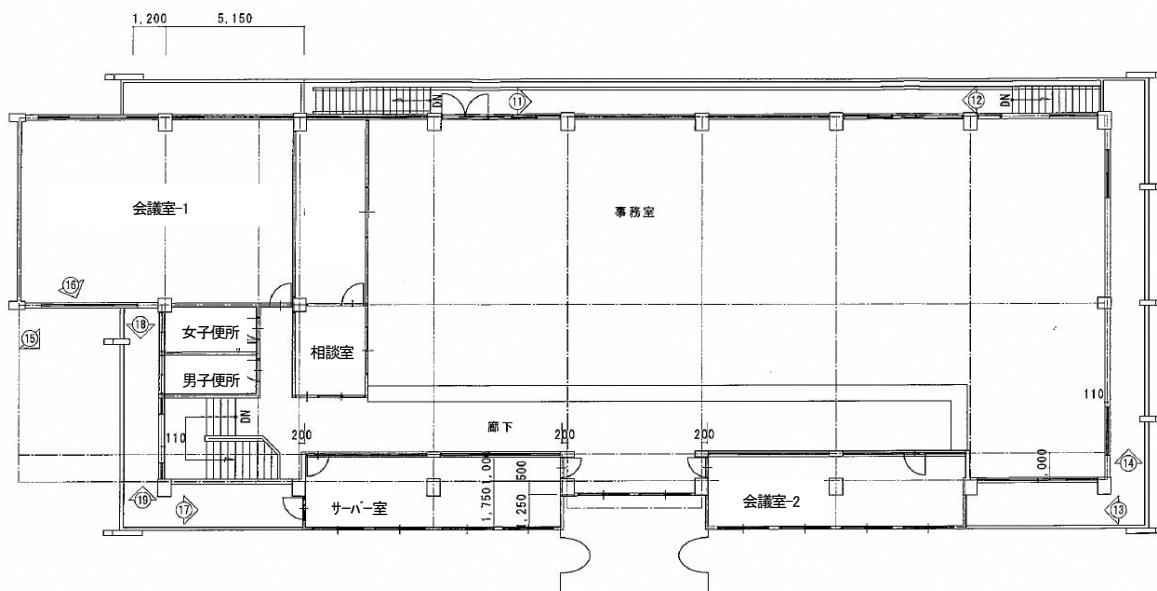 1,200 5,150
DN ⑪ ⑫ DN
会議室-1
事務室
⑯
⑱
女子便所
⑮
相談室
男子便所
DN
110
110
廊下
200 200 200
1,000
500
,000
⑭
⑲ ⑰
サーバー室
1,750
1,250
会議室-2
⑬